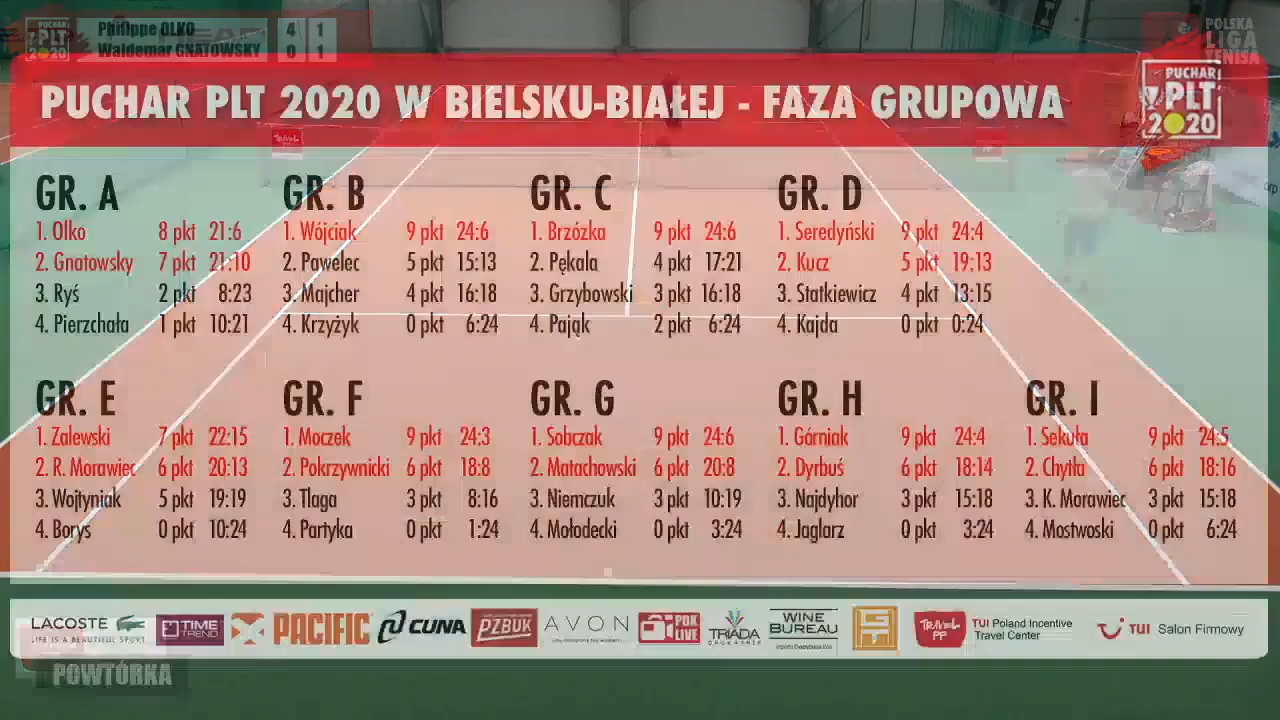 Philippe OLKO 4 1
Waldemar GNATOWSKY 0 1
PUCHAR PLT 2020
POLSKA LIGA TENISA
PUCHAR PLT 2020 W BIELSKU-BIAŁEJ - FAZA GRUPOWA
PUCHAR
PLT
2020
GR. A
1. Olko 8 pkt 21:6
2. Gnatowsky 7 pkt 21:10
3. Ryś 2 pkt 8:23
4. Pierzchała 1 pkt 10:21
GR. B
1. Wójciak 9 pkt 24:6
2. Pawelec 5 pkt 15:13
3. Majcher 4 pkt 16:18
4. Krzyżyk 0 pkt 6:24
GR. C
1. Brzózka 9 pkt 24:6
2. Pękala 4 pkt 17:21
3. Grzybowski 3 pkt 16:18
4. Pająk 2 pkt 6:24
GR. D
1. Seredyński 9 pkt 24:4
2. Kucz 5 pkt 19:13
3. Statkiewicz 4 pkt 13:15
4. Kajda 0 pkt 0:24
GR. E
1. Zalewski 7 pkt 22:15
2. R. Morawiec 6 pkt 20:13
3. Wojtyniak 5 pkt 19:19
4. Borys 0 pkt 10:24
GR. F
1. Moczek 9 pkt 24:3
2. Pokrzywnicki 6 pkt 18:8
3. Tlaga 3 pkt 8:16
4. Partyka 0 pkt 1:24
GR. G
1. Sobczak 9 pkt 24:6
2. Matachowski 6 pkt 20:8
3. Niemczuk 3 pkt 10:19
4. Mołodecki 0 pkt 3:24
GR. H
1. Górniak 9 pkt 24:4
2. Dyrbuś 6 pkt 18:14
3. Najdyhor 3 pkt 15:18
4. Jaglarz 0 pkt 3:24
GR. I
1. Sekuła 9 pkt 24:5
2. Chytła 6 pkt 18:16
3. K. Morawiec 3 pkt 15:18
4. Mostwoski 0 pkt 6:24
LACOSTE
LIFE IS A BEAUTIFUL SPORT
TIME TREND
PACIFIC
CUNA
PZBUK
AVON
POK LIVE
TRIADA
DRUKARNIA
WINE BUREAU
TRAVEL PP
TUI Poland Incentive
Travel Center
TUI Salon Firmowy
POWTÓRKA